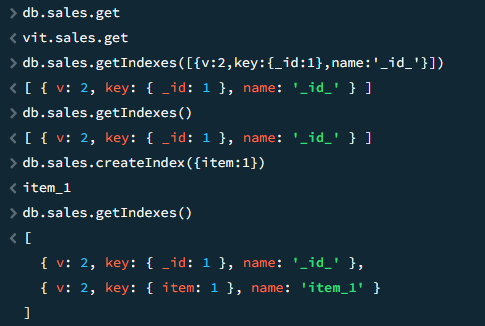 > db.sales.get
< vit.sales.get
> db.sales.getIndexes([{v:2,key:{_id:1},name:'_id_'}])
< [ { v: 2, key: { _id: 1 }, name: '_id_' } ]
> db.sales.getIndexes()
< [ { v: 2, key: { _id: 1 }, name: '_id_' } ]
> db.sales.createIndex({item:1})
< item_1
> db.sales.getIndexes()
< [
{ v: 2, key: { _id: 1 }, name: '_id_' },
{ v: 2, key: { item: 1 }, name: 'item_1' }
]